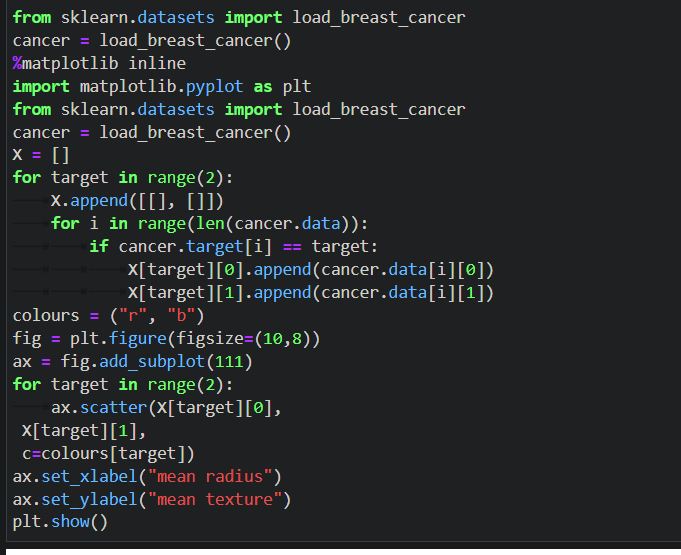 from sklearn.datasets import load_breast_cancer
cancer = load_breast_cancer()
%matplotlib inline
import matplotlib.pyplot as plt
from sklearn.datasets import load_breast_cancer
cancer = load_breast_cancer()
X = []
for target in range(2):
    X.append([[], []])
    for i in range(len(cancer.data)):
        if cancer.target[i] == target:
            X[target][0].append(cancer.data[i][0])
            X[target][1].append(cancer.data[i][1])
colours = ("r", "b")
fig = plt.figure(figsize=(10,8))
ax = fig.add_subplot(111)
for target in range(2):
    ax.scatter(X[target][0],
 X[target][1],
 c=colours[target])
ax.set_xlabel("mean radius")
ax.set_ylabel("mean texture")
plt.show()